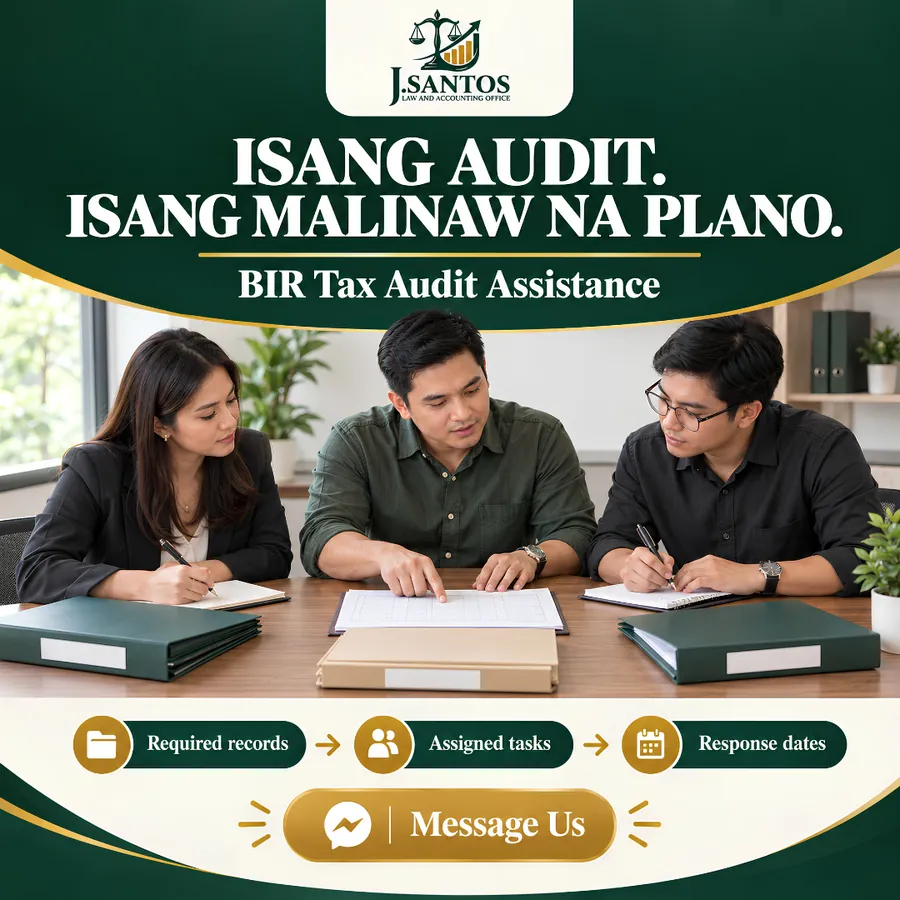 J.SANTOS
LAW AND ACCOUNTING OFFICE
ISANG AUDIT.
ISANG MALINAW NA PLANO.
BIR Tax Audit Assistance
Required records
Assigned tasks
Response dates
Message Us